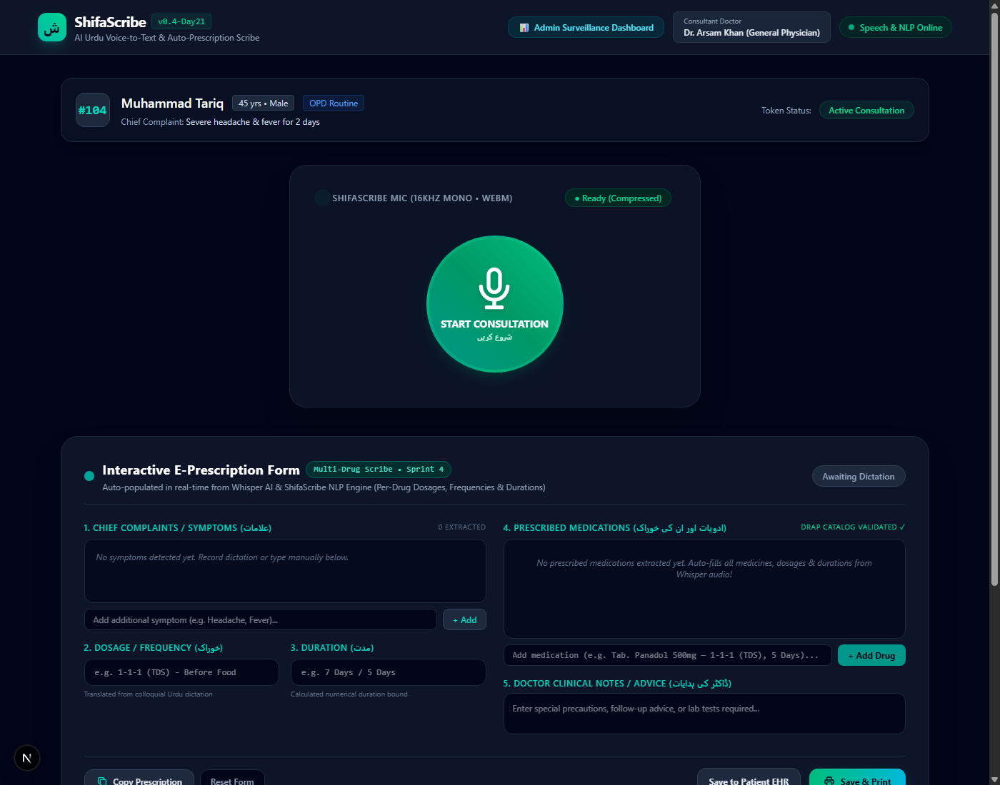 ش
ShifaScribe v0.4-Day21
AI Urdu Voice-to-Text & Auto-Prescription Scribe
📊 Admin Surveillance Dashboard
Consultant Doctor
Dr. Arsam Khan (General Physician)
Speech & NLP Online
#104
Muhammad Tariq 45 yrs • Male OPD Routine
Chief Complaint: Severe headache & fever for 2 days
Token Status: Active Consultation
SHIFASCRIBE MIC (16KHZ MONO • WEBM)
● Ready (Compressed)
START CONSULTATION
شروع کریں
Interactive E-Prescription Form Multi-Drug Scribe • Sprint 4
Auto-populated in real-time from Whisper AI & ShifaScribe NLP Engine (Per-Drug Dosages, Frequencies & Durations)
Awaiting Dictation
1. CHIEF COMPLAINTS / SYMPTOMS (علامات) 0 EXTRACTED
No symptoms detected yet. Record dictation or type manually below.
Add additional symptom (e.g. Headache, Fever)... + Add
2. DOSAGE / FREQUENCY (خوراک)
e.g. 1-1-1 (TDS) - Before Food
Translated from colloquial Urdu dictation
3. DURATION (مدت)
e.g. 7 Days / 5 Days
Calculated numerical duration bound
4. PRESCRIBED MEDICATIONS (ادویات اور ان کی خوراک) DRAP CATALOG VALIDATED ✓
No prescribed medications extracted yet. Auto-fills all medicines, dosages & durations from
Whisper audio!
Add medication (e.g. Tab. Panadol 500mg — 1-1-1 (TDS), 5 Days)... + Add Drug
5. DOCTOR CLINICAL NOTES / ADVICE (ڈاکٹر کی ہدایات)
Enter special precautions, follow-up advice, or lab tests required...
N
Copy Prescription Reset Form Save to Patient EHR Save & Print